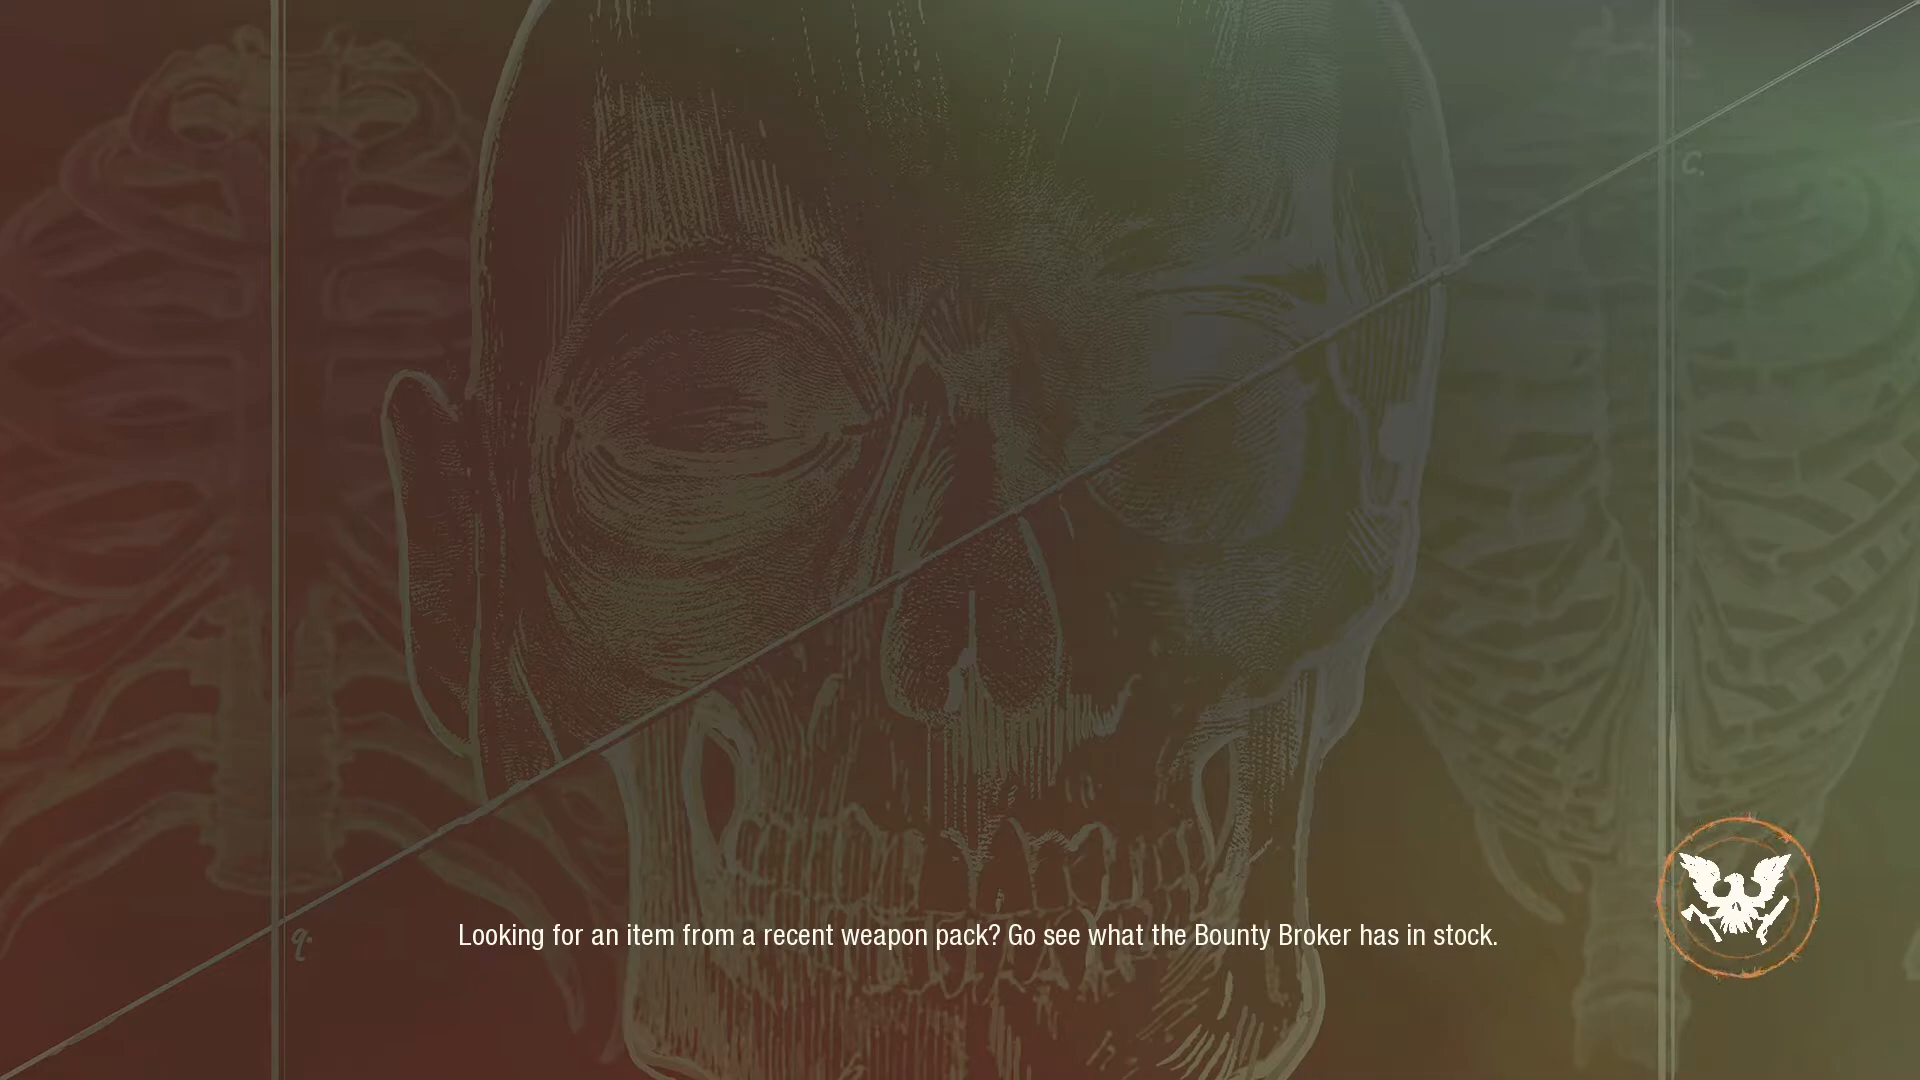 C.
q.
Looking for an item from a recent weapon pack? Go see what the Bounty Broker has in stock.